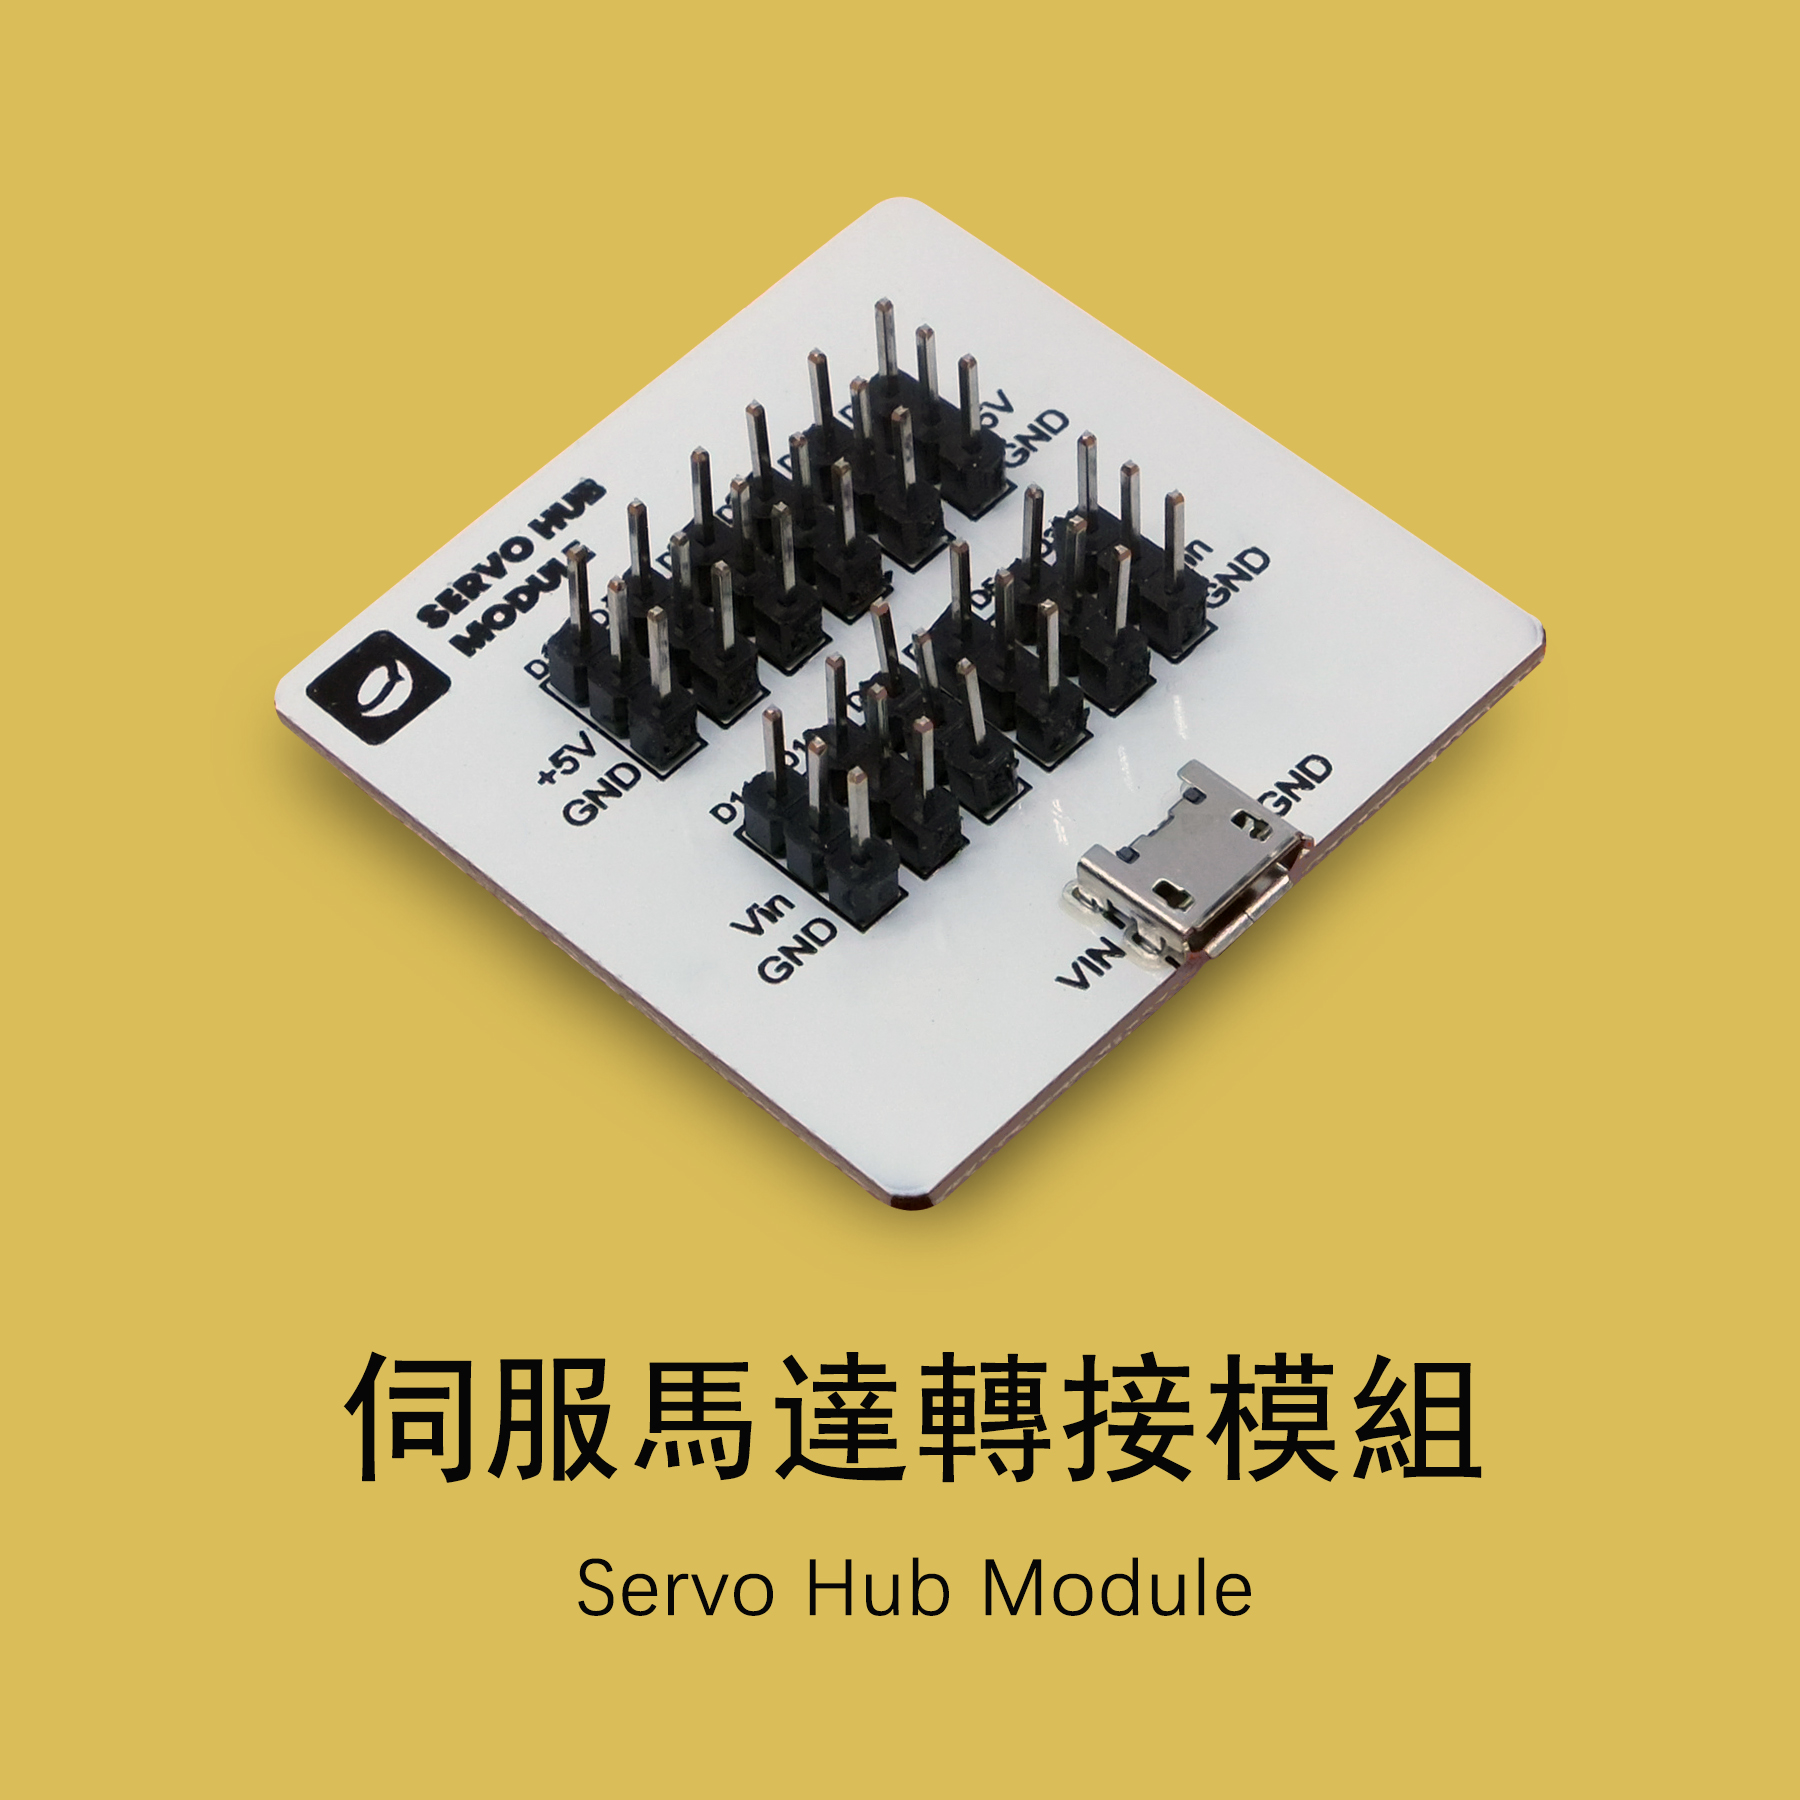 SERVO HUB
MODULE
+5V
GND
GND
Vin
GND
GND
VIN
GND
伺服馬達轉接模組
Servo Hub Module